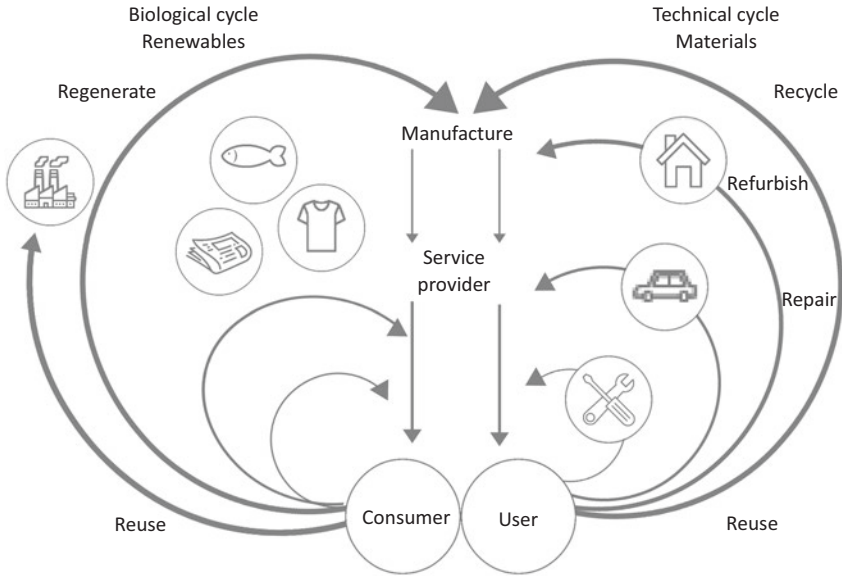 Biological cycle
Renewables
Technical cycle
Materials
Regenerate
Recycle
Manufacture
Refurbish
Service
provider
Repair
Reuse
Consumer
User
Reuse